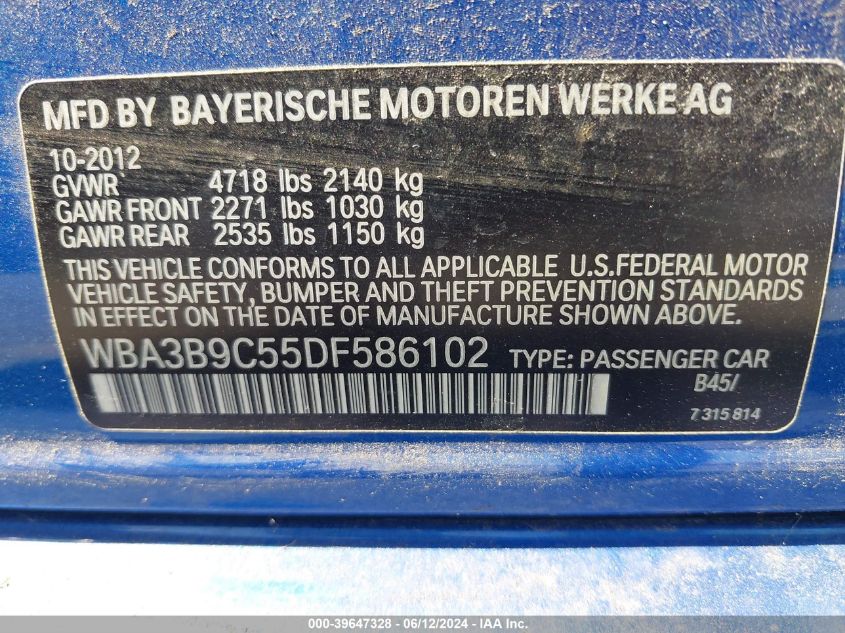 MFD BY BAYERISCHE MOTOREN WERKE AG
10-2012
GVWR 4718 lbs 2140 kg
GAWR FRONT 2271 lbs 1030 kg
GAWR REAR 2535 lbs 1150 kg
THIS VEHICLE CONFORMS TO ALL APPLICABLE U.S.FEDERAL MOTOR
VEHICLE SAFETY, BUMPER AND THEFT PREVENTION STANDARDS
IN EFFECT ON THE DATE OF MANUFACTURE SHOWN ABOVE.
WBA3B9C55DF586102 TYPE: PASSENGER CAR
B45/
7315814
000-39647328 - 06/12/2024 - IAA Inc.